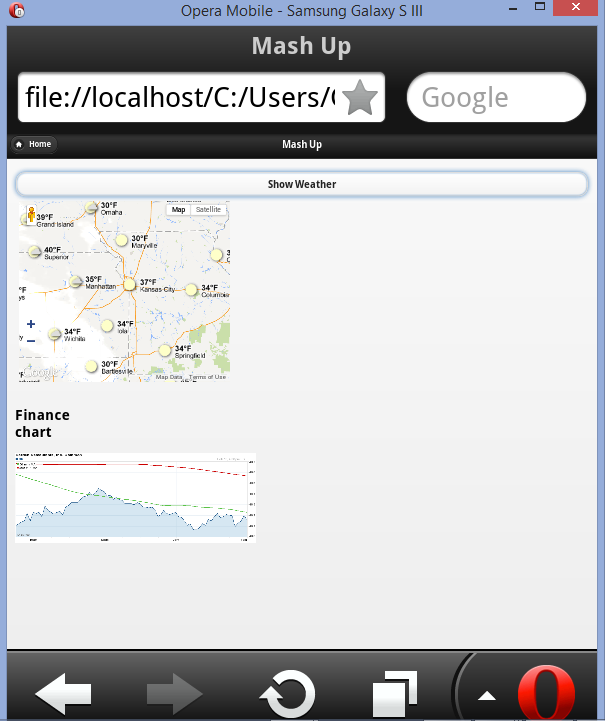 Opera Mobile - Samsung Galaxy S III
Mash Up
file://localhost/C:/Users/
Google
Home
Mash Up
Show Weather
30°F
Omaha
Map
Satellite
39°F
Grand Island
30°F
Maryville
40°F
Superior
35°F
Manhattan
37°F
Kansas City
34°F
Columbia
34°F
Iola
34°F
Wichita
34°F
Springfield
30°F
Bartlesville
Google
Map Data
Terms of Use
Finance
chart